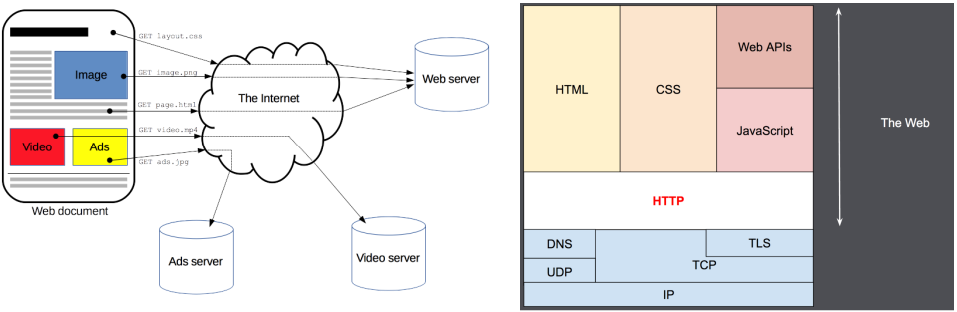 GET layout.css
Image
GET image.png
The Internet
Web server
GET page.html
Video
Ads
GET video.mp4
GET ads.jpg
Web document
Ads server
Video server
HTML
CSS
Web APIs
JavaScript
The Web
HTTP
DNS
TLS
UDP
TCP
IP